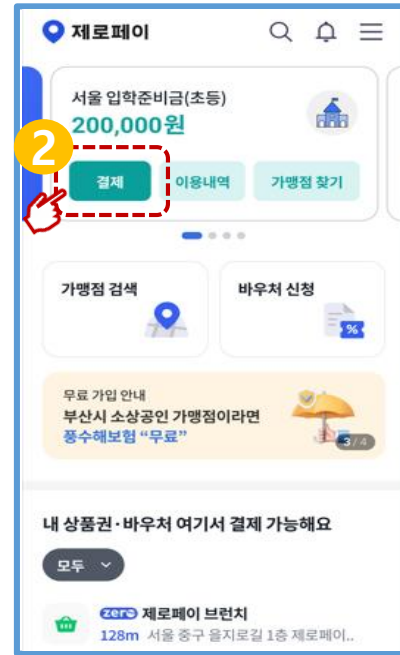 제로페이
서울 입학준비금(초등)
200,000원
2
결제 이용내역 가맹점 찾기
가맹점 검색 바우처 신청
%
무료 가입 안내
부산시 소상공인 가맹점이라면
풍수해보험 “무료”
3/4
내 상품권·바우처 여기서 결제 가능해요
모두
zero 제로페이 브런치
128m 서울 중구 을지로길 1층 제로페이..